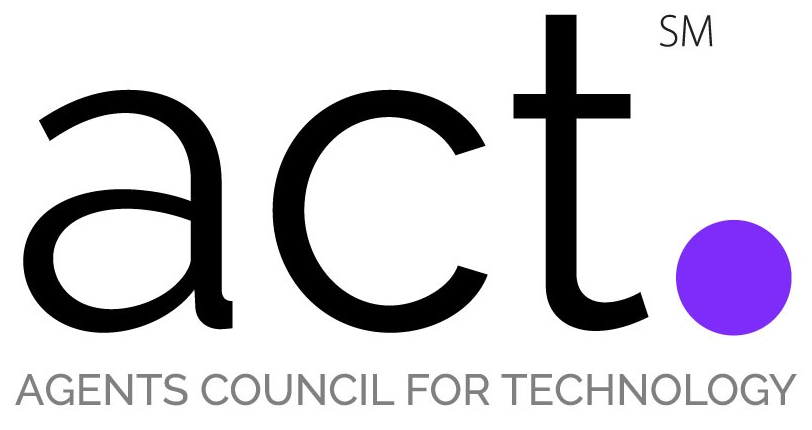 act. SM
AGENTS COUNCIL FOR TECHNOLOGY